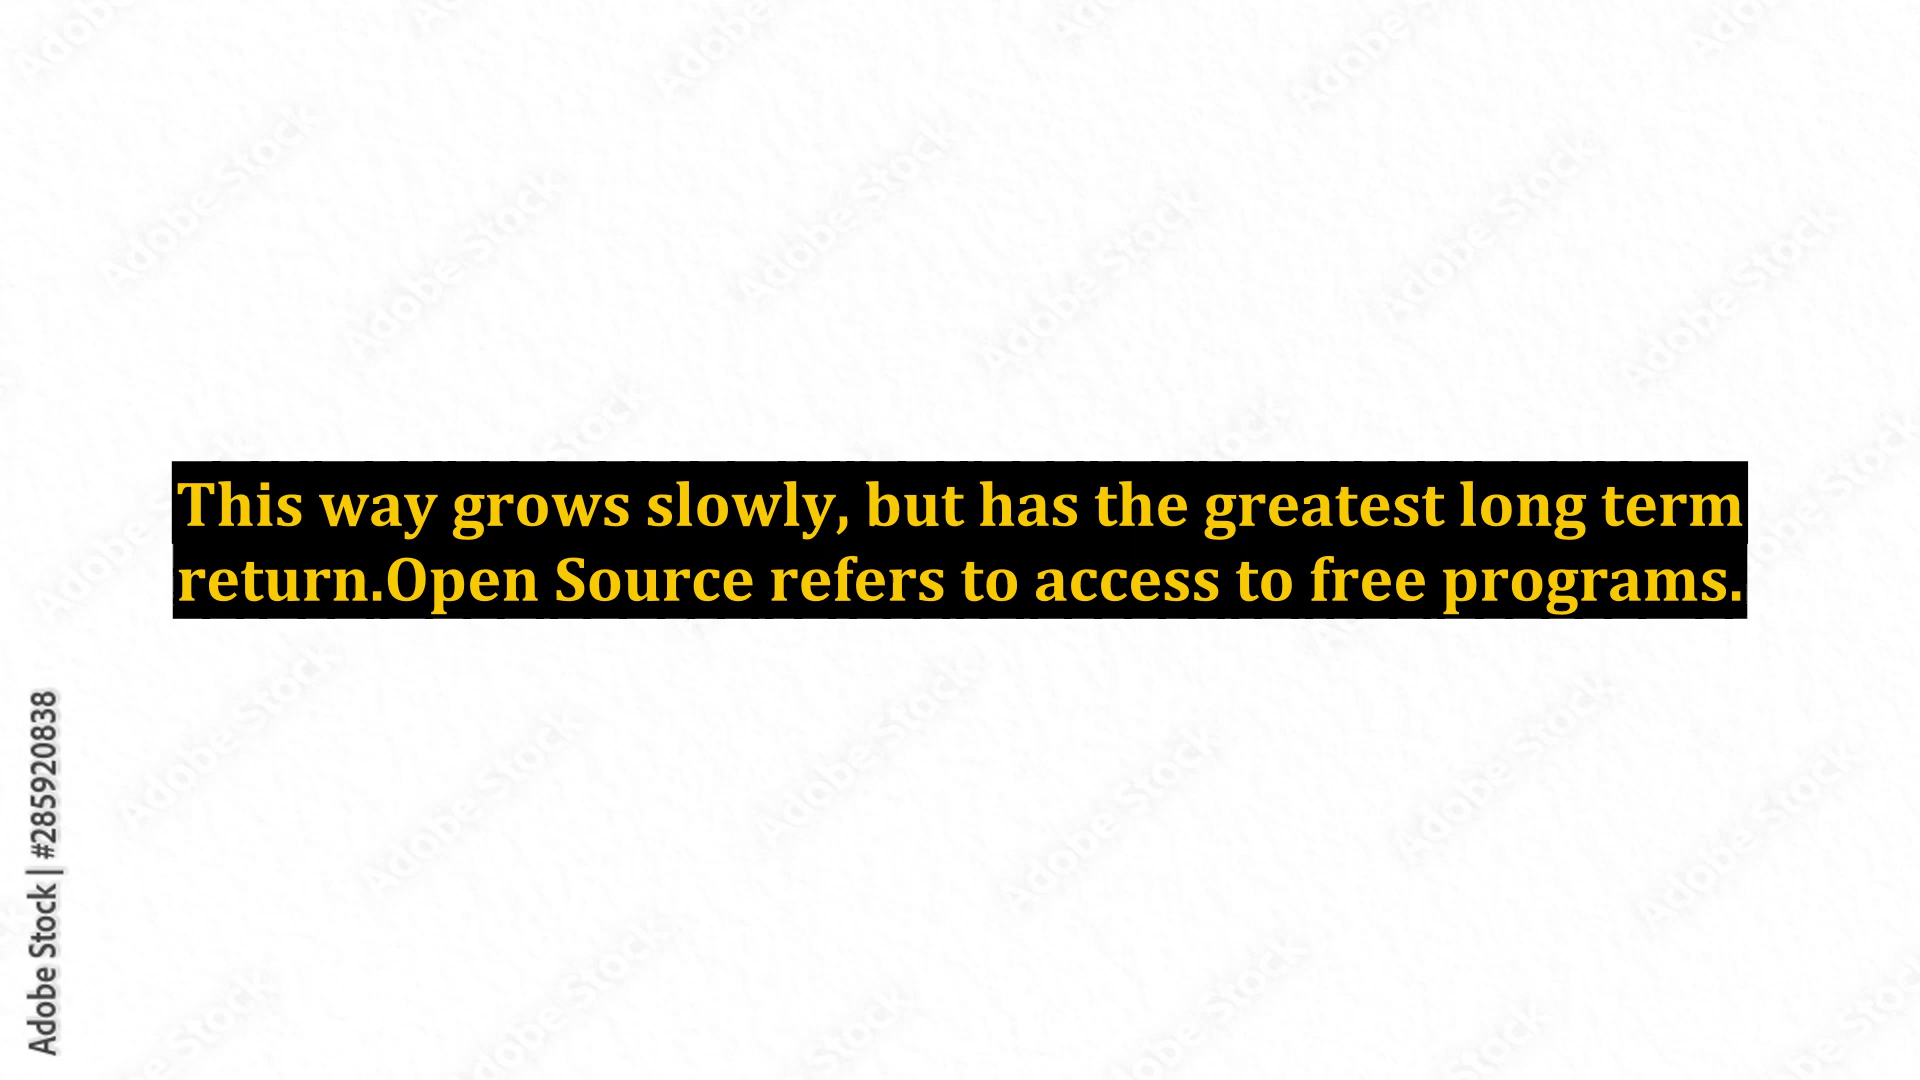 This way grows slowly, but has the greatest long term
return.Open Source refers to access to free programs.
Adobe Stock | #285920838